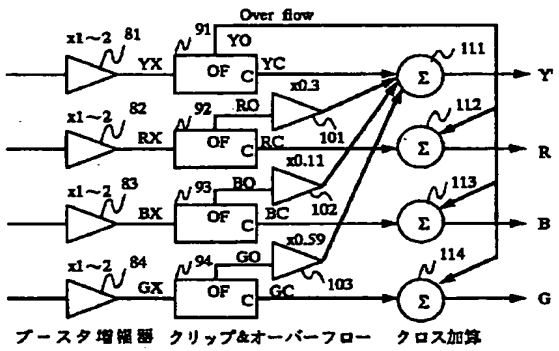 Over flow
x1~2 81 91 YO 111
YX OF C YC Σ Y'
x1~2 82 92 RO x0.3 112
RX OF C RC 101 Σ R
x1~2 83 93 BO x0.11 113
BX OF C BC 102 Σ B
x1~2 84 94 GO x0.59 114
GX OF C GC 103 Σ G
ブースタ増幅器 クリップ&オーバーフロー クロス加算